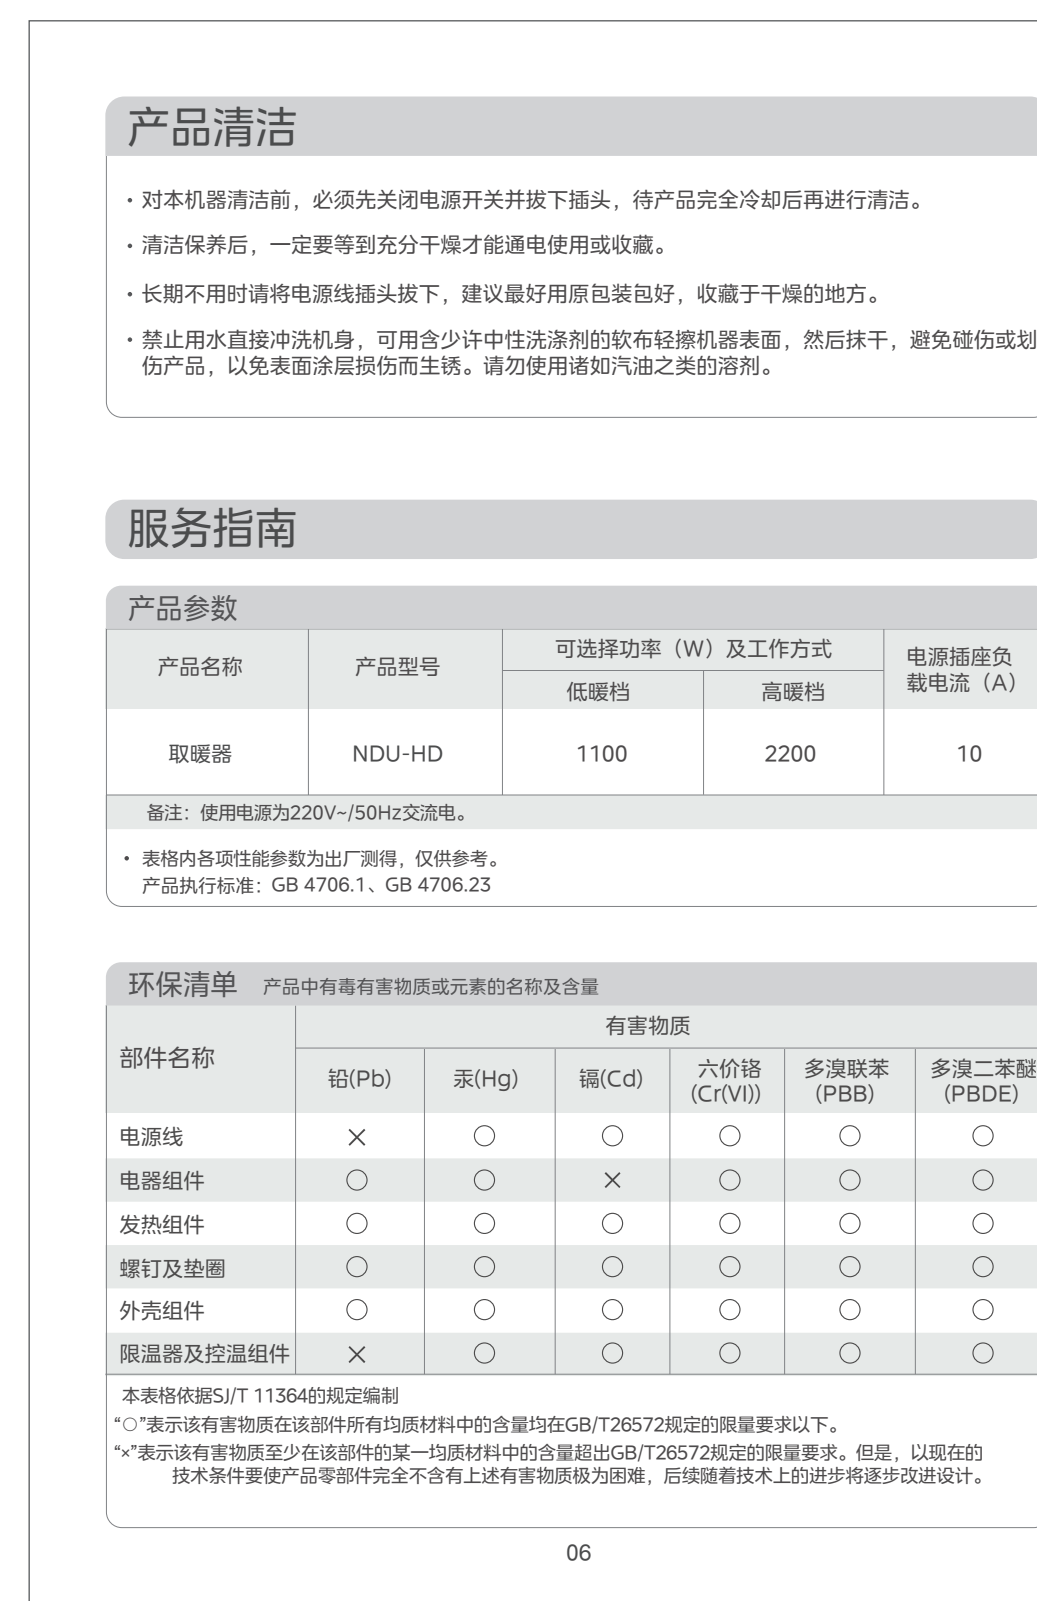 产品清洁
·对本机器清洁前，必须先关闭电源开关并拔下插头，待产品完全冷却后再进行清洁。
·清洁保养后，一定要等到充分干燥才能通电使用或收藏。
·长期不用时请将电源线插头拔下，建议最好用原包装包好，收藏于干燥的地方。
·禁止用水直接冲洗机身，可用含少许中性洗涤剂的软布轻擦机器表面，然后抹干，避免碰伤或划
伤产品，以免表面涂层损伤而生锈。请勿使用诸如汽油之类的溶剂。
服务指南
产品参数
产品名称 产品型号 可选择功率（W）及工作方式 电源插座负
载电流（A）
低暖档 高暖档
取暖器 NDU-HD 1100 2200 10
备注：使用电源为220V~/50Hz交流电。
· 表格内各项性能参数为出厂测得，仅供参考。
产品执行标准：GB 4706.1、GB 4706.23
环保清单 产品中有毒有害物质或元素的名称及含量
部件名称 有害物质
铅(Pb) 汞(Hg) 镉(Cd) 六价铬 多溴联苯 多溴二苯醚
(Cr(VI)) (PBB) (PBDE)
电源线 × ○ ○ ○ ○ ○
电器组件 ○ ○ × ○ ○ ○
发热组件 ○ ○ ○ ○ ○ ○
螺钉及垫圈 ○ ○ ○ ○ ○ ○
外壳组件 ○ ○ ○ ○ ○ ○
限温器及控温组件 × ○ ○ ○ ○ ○
本表格依据SJ/T 11364的规定编制
“○”表示该有害物质在该部件所有均质材料中的含量均在GB/T26572规定的限量要求以下。
“×”表示该有害物质至少在该部件的某一均质材料中的含量超出GB/T26572规定的限量要求。但是，以现在的
技术条件要使产品零部件完全不含有上述有害物质极为困难，后续随着技术上的进步将逐步改进设计。
06